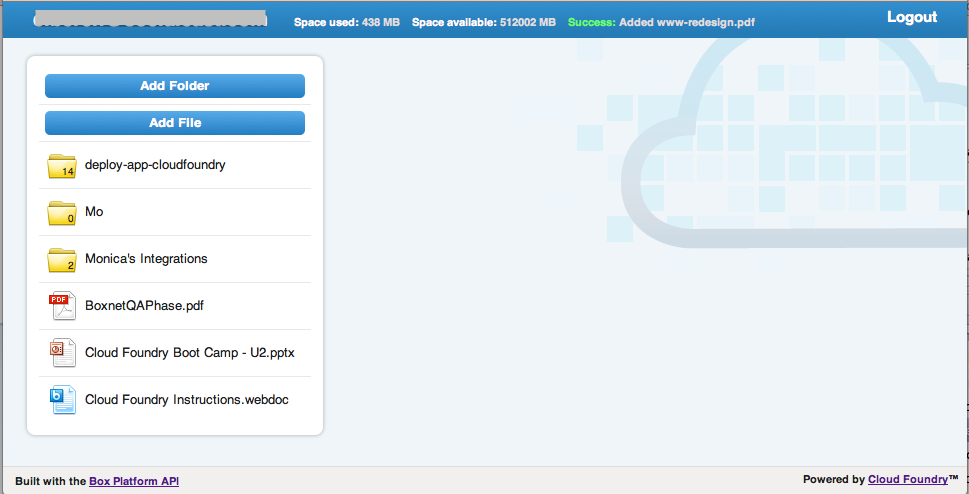 Space used: 438 MB Space available: 512002 MB Success: Added www-redesign.pdf Logout
Add Folder
Add File
14 deploy-app-cloudfoundry
0 Mo
2 Monica's Integrations
PDF BoxnetQAPhase.pdf
Cloud Foundry Boot Camp - U2.pptx
b Cloud Foundry Instructions.webdoc
Built with the Box Platform API Powered by Cloud Foundry™